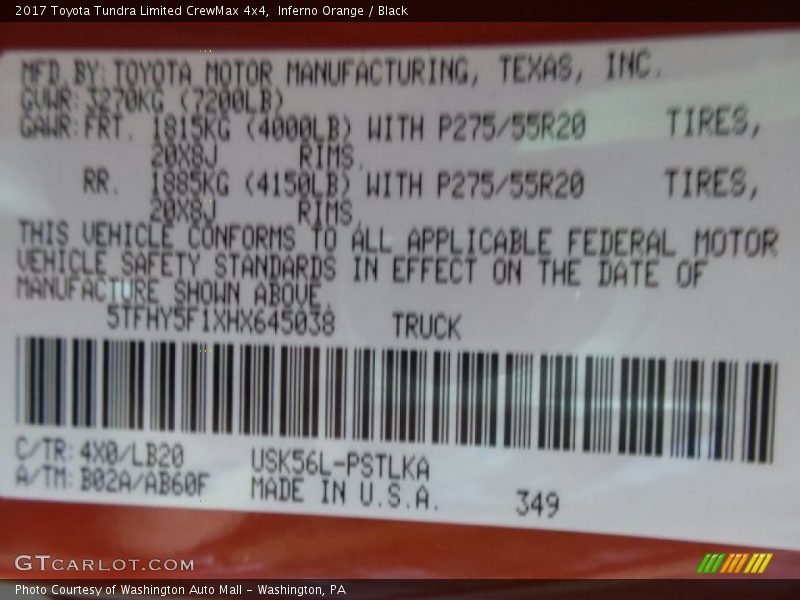 2017 Toyota Tundra Limited CrewMax 4x4,  Inferno Orange / Black
MFD.BY:TOYOTA MOTOR MANUFACTURING, TEXAS, INC.
GVWR:3270KG (7200LB)
GAWR:FRT. 1815KG (4000LB) WITH P275/55R20 TIRES,
20X8J RIMS,
RR. 1885KG (4150LB) WITH P275/55R20 TIRES,
20X8J RIMS,
THIS VEHICLE CONFORMS TO ALL APPLICABLE FEDERAL MOTOR
VEHICLE SAFETY STANDARDS IN EFFECT ON THE DATE OF
MANUFACTURE SHOWN ABOVE.
5TFHY5F1XHX645038 TRUCK
C/TR:4X0/LB20 USK56L-PSTLKA
A/TM:B02A/AB60F MADE IN U.S.A. 349
GTCARLOT.COM
Photo Courtesy of Washington Auto Mall - Washington, PA